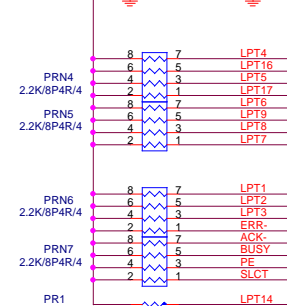 8 7 LPT4
6 5 LPT16
PRN4 4 3 LPT5
2.2K/8P4R/4 2 1 LPT17
8 7 LPT6
PRN5 6 5 LPT9
2.2K/8P4R/4 4 3 LPT8
2 1 LPT7
8 7 LPT1
PRN6 6 5 LPT2
2.2K/8P4R/4 4 3 LPT3
2 1 ERR-
8 7 ACK-
PRN7 6 5 BUSY
2.2K/8P4R/4 4 3 PE
2 1 SLCT
PR1 LPT14